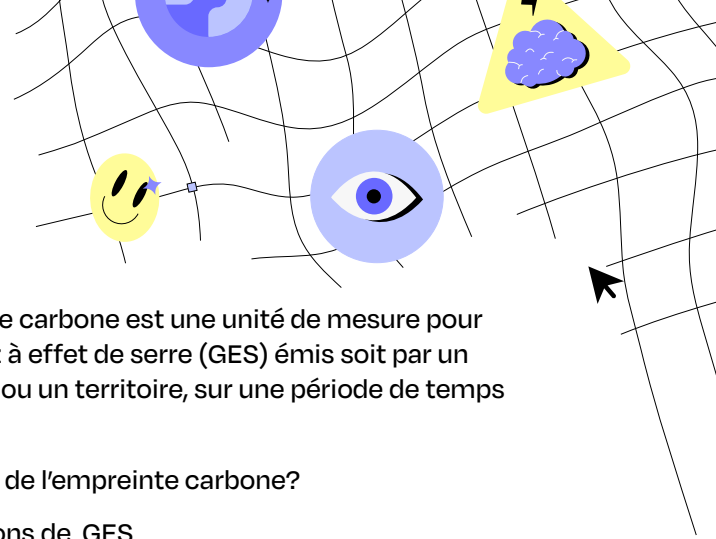 e carbone est une unité de mesure pour
à effet de serre (GES) émis soit par un
ou un territoire, sur une période de temps
de l’empreinte carbone?
ons de  GES